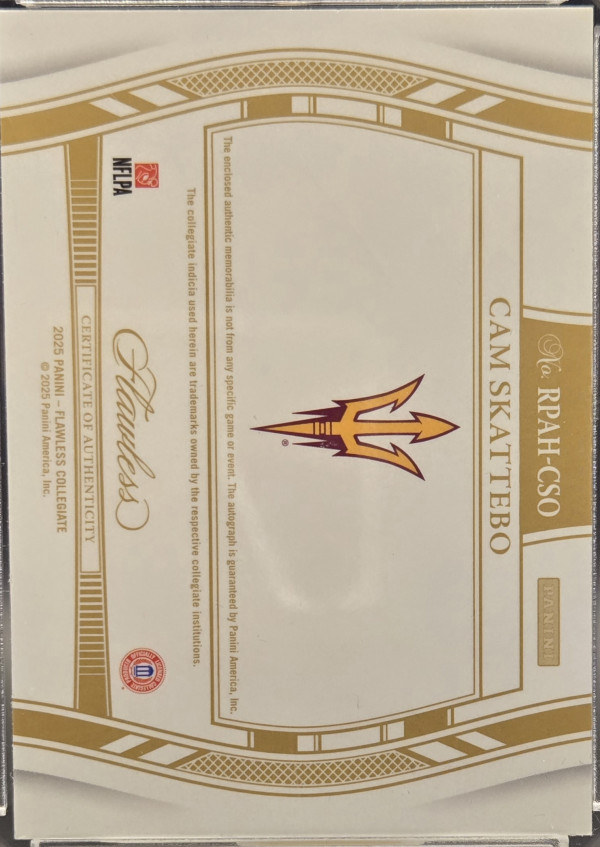 No. RPAH-CSO
PANINI
CAM SKATTEBO
®
The enclosed authentic memorabilia is not from any specific game or event. The autograph is guaranteed by Panini America, Inc.
The collegiate indicia used herein are trademarks owned by the respective collegiate institutions.
NFLPA
Flawless
CERTIFICATE OF AUTHENTICITY
2025 PANINI – FLAWLESS COLLEGIATE
© 2025 Panini America, Inc.